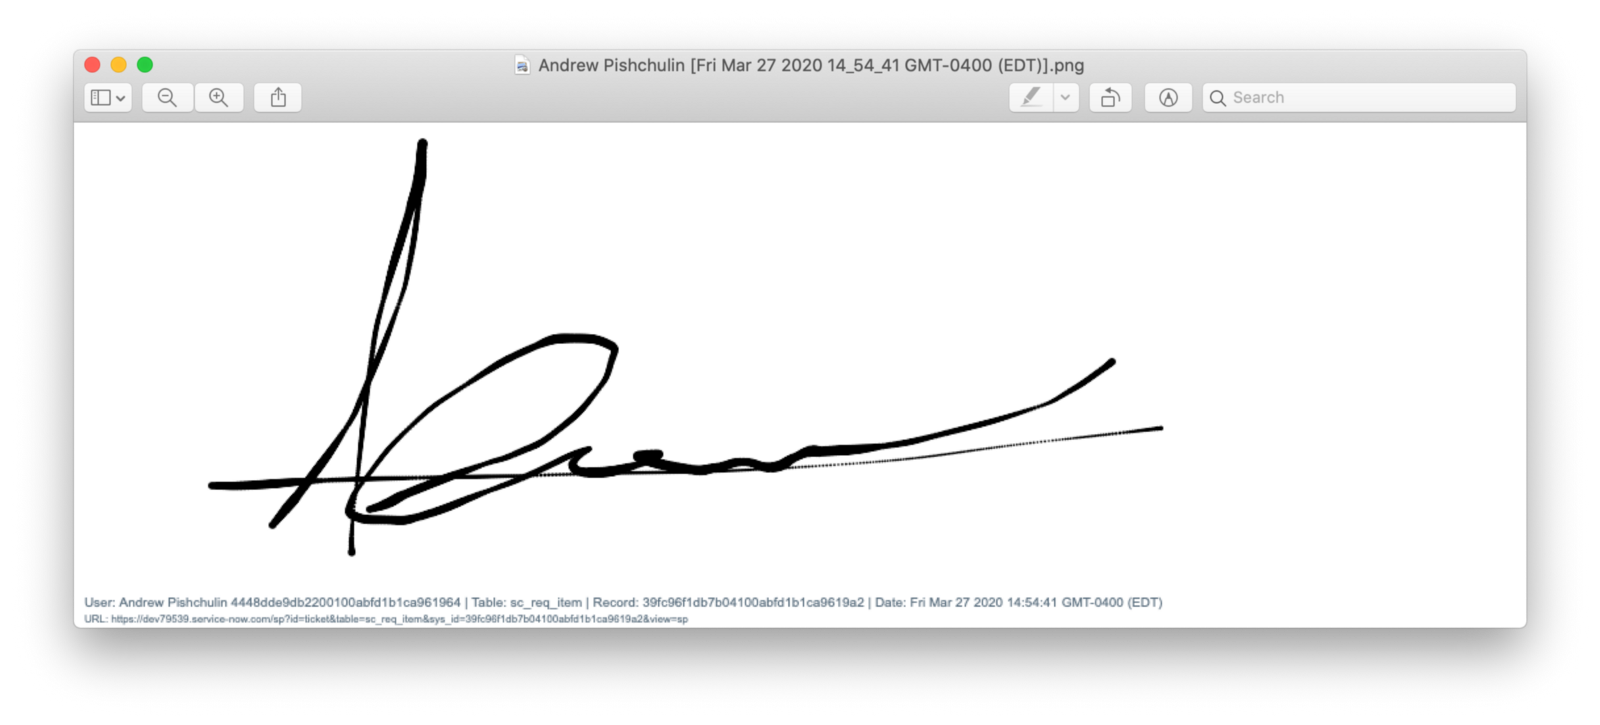 Andrew Pishchulin [Fri Mar 27 2020 14_54_41 GMT-0400 (EDT)].png
Search
User: Andrew Pishchulin 4448dde9db2200100abfd1b1ca961964 | Table: sc_req_item | Record: 39fc96f1db7b04100abfd1b1ca9619a2 | Date: Fri Mar 27 2020 14:54:41 GMT-0400 (EDT)
URL: https://dev79539.service-now.com/sp?id=ticket&table=sc_req_item&sys_id=39fc96f1db7b04100abfd1b1ca9619a2&view=sp